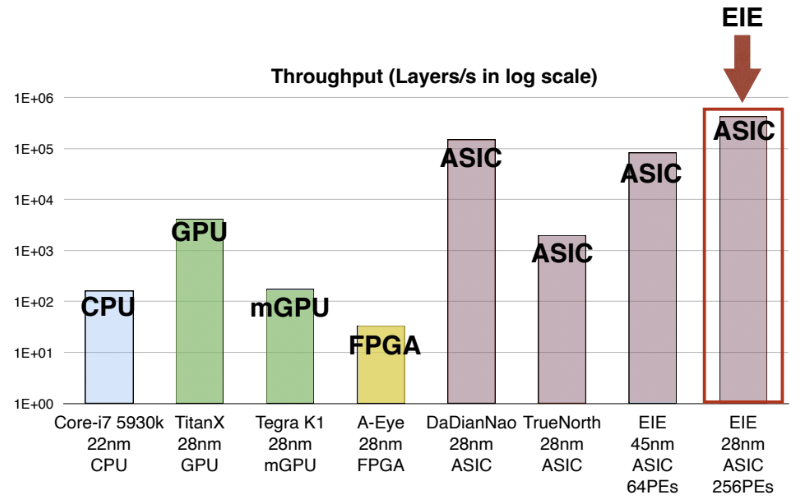 EIE
Throughput (Layers/s in log scale)
1E+06
1E+05
1E+04
1E+03
1E+02
1E+01
1E+00
CPU
GPU
mGPU
FPGA
ASIC
ASIC
ASIC
ASIC
Core-i7 5930k
22nm
CPU
TitanX
28nm
GPU
Tegra K1
28nm
mGPU
A-Eye
28nm
FPGA
DaDianNao
28nm
ASIC
TrueNorth
28nm
ASIC
EIE
45nm
ASIC
64PEs
EIE
28nm
ASIC
256PEs